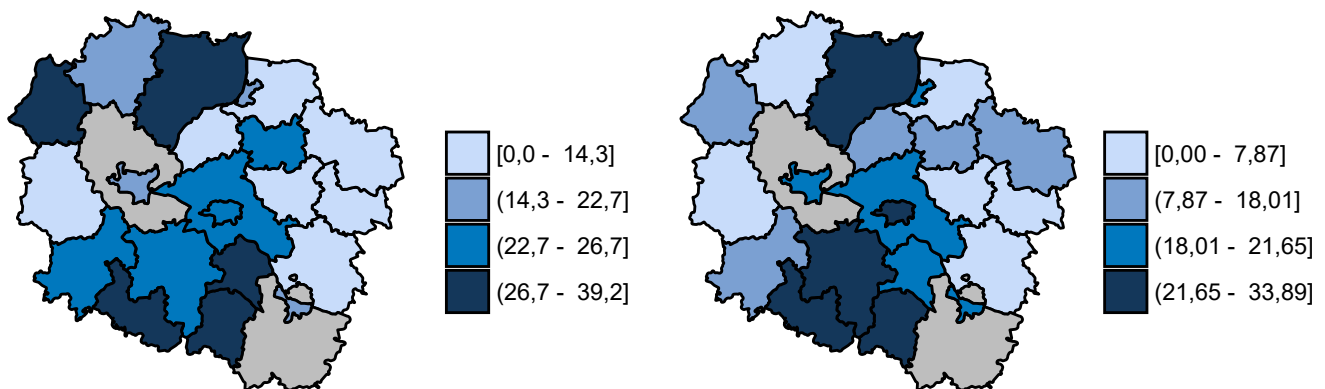 [0,0 - 14,3]
(14,3 - 22,7]
(22,7 - 26,7]
(26,7 - 39,2]
[0,00 - 7,87]
(7,87 - 18,01]
(18,01 - 21,65]
(21,65 - 33,89]